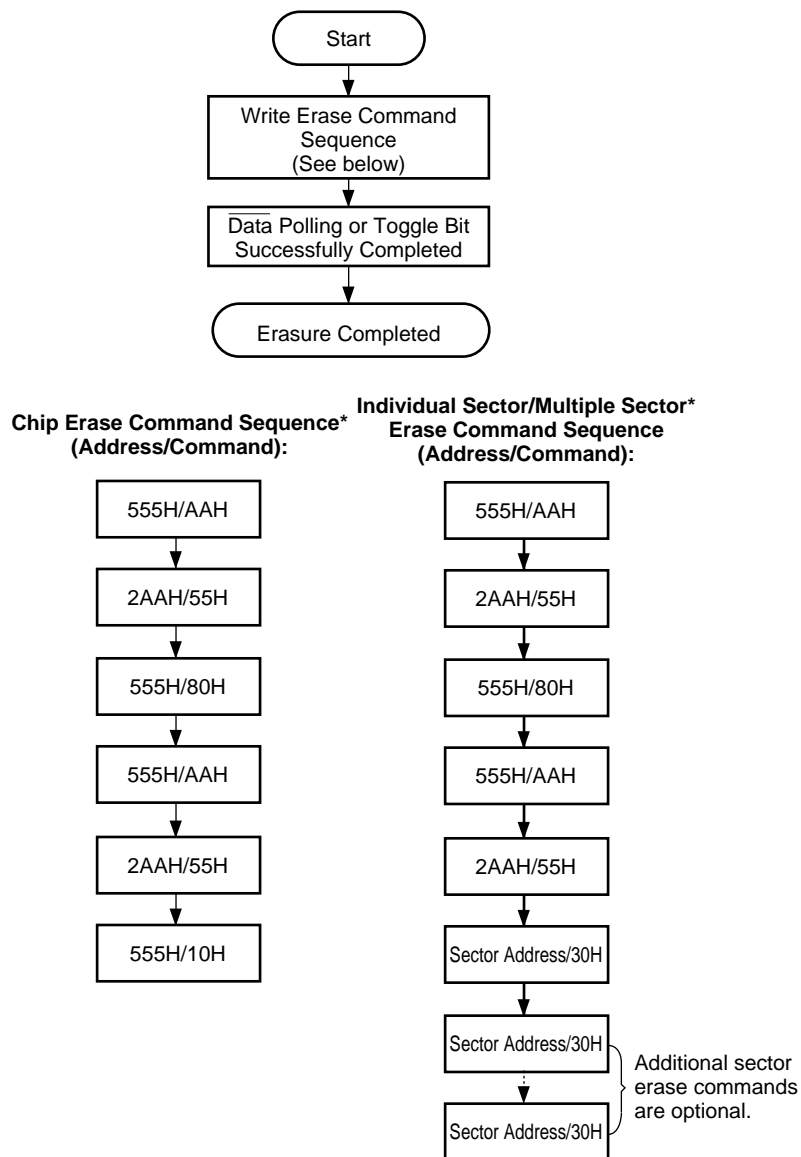 Start
Write Erase Command
Sequence
(See below)
Data Polling or Toggle Bit
Successfully Completed
Erasure Completed
Chip Erase Command Sequence*
(Address/Command):
555H/AAH
2AAH/55H
555H/80H
555H/AAH
2AAH/55H
555H/10H
Individual Sector/Multiple Sector*
Erase Command Sequence
(Address/Command):
555H/AAH
2AAH/55H
555H/80H
555H/AAH
2AAH/55H
Sector Address/30H
Sector Address/30H
Sector Address/30H
Additional sector
erase commands
are optional.